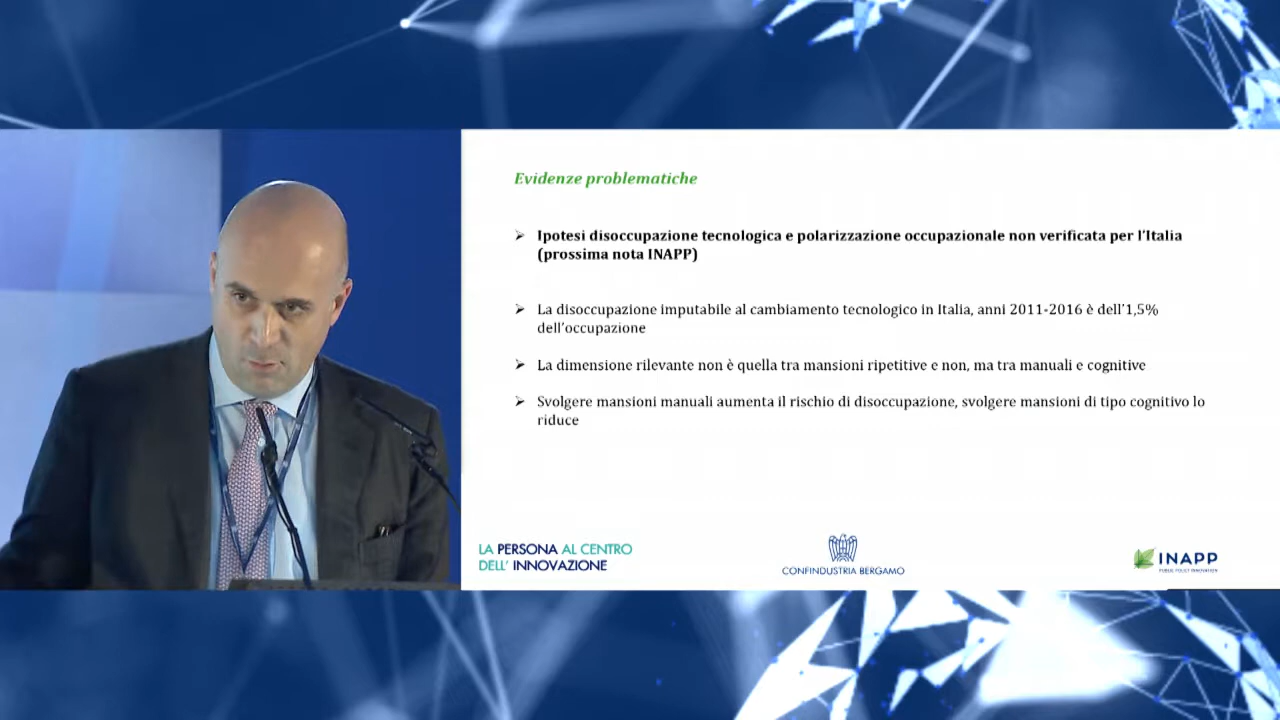 Evidenze problematiche
➢ Ipotesi disoccupazione tecnologica e polarizzazione occupazionale non verificata per l'Italia
(prossima nota INAPP)
➢ La disoccupazione imputabile al cambiamento tecnologico in Italia, anni 2011-2016 è dell'1,5%
dell'occupazione
➢ La dimensione rilevante non è quella tra mansioni ripetitive e non, ma tra manuali e cognitive
➢ Svolgere mansioni manuali aumenta il rischio di disoccupazione, svolgere mansioni di tipo cognitivo lo
riduce
LA PERSONA AL CENTRO
DELL' INNOVAZIONE
CONFINDUSTRIA BERGAMO
INAPP
PUBLIC POLICY INNOVATION